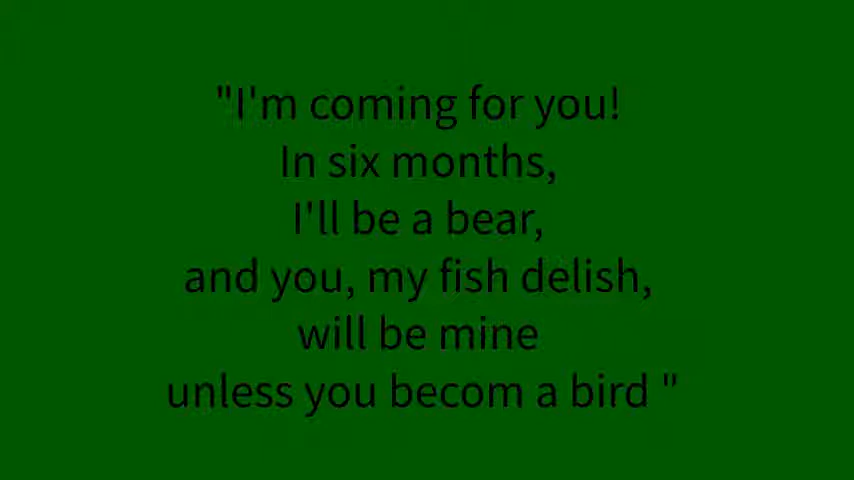 "I'm coming for you!
In six months,
I'll be a bear,
and you, my fish delish,
will be mine
unless you becom a bird "